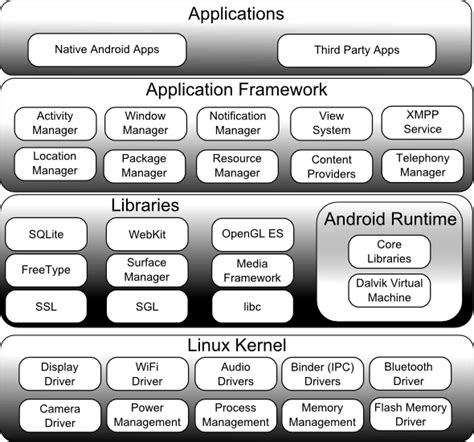 Applications
Native Android Apps
Third Party Apps
Application Framework
Activity
Manager
Window
Manager
Notification
Manager
View
System
XMPP
Service
Location
Manager
Package
Manager
Resource
Manager
Content
Providers
Telephony
Manager
Libraries
SQLite
WebKit
OpenGL ES
FreeType
Surface
Manager
Media
Framework
SSL
SGL
libc
Android Runtime
Core
Libraries
Dalvik Virtual
Machine
Linux Kernel
Display
Driver
WiFi
Driver
Audio
Drivers
Binder (IPC)
Drivers
Bluetooth
Driver
Camera
Driver
Power
Management
Process
Management
Memory
Management
Flash Memory
Driver